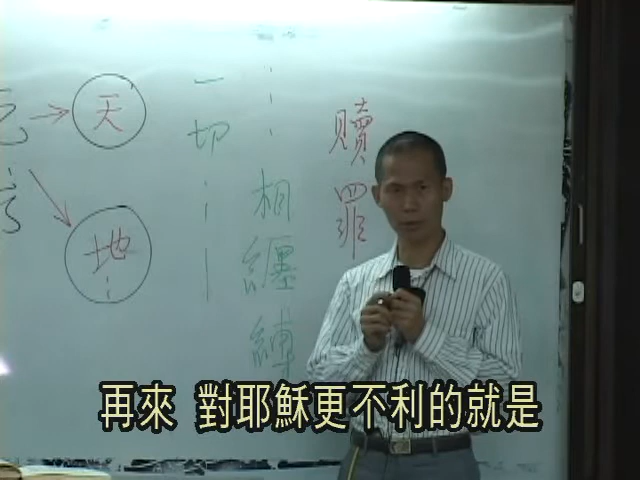 天
地
一切
相纏縛
贖罪
再來 對耶穌更不利的就是